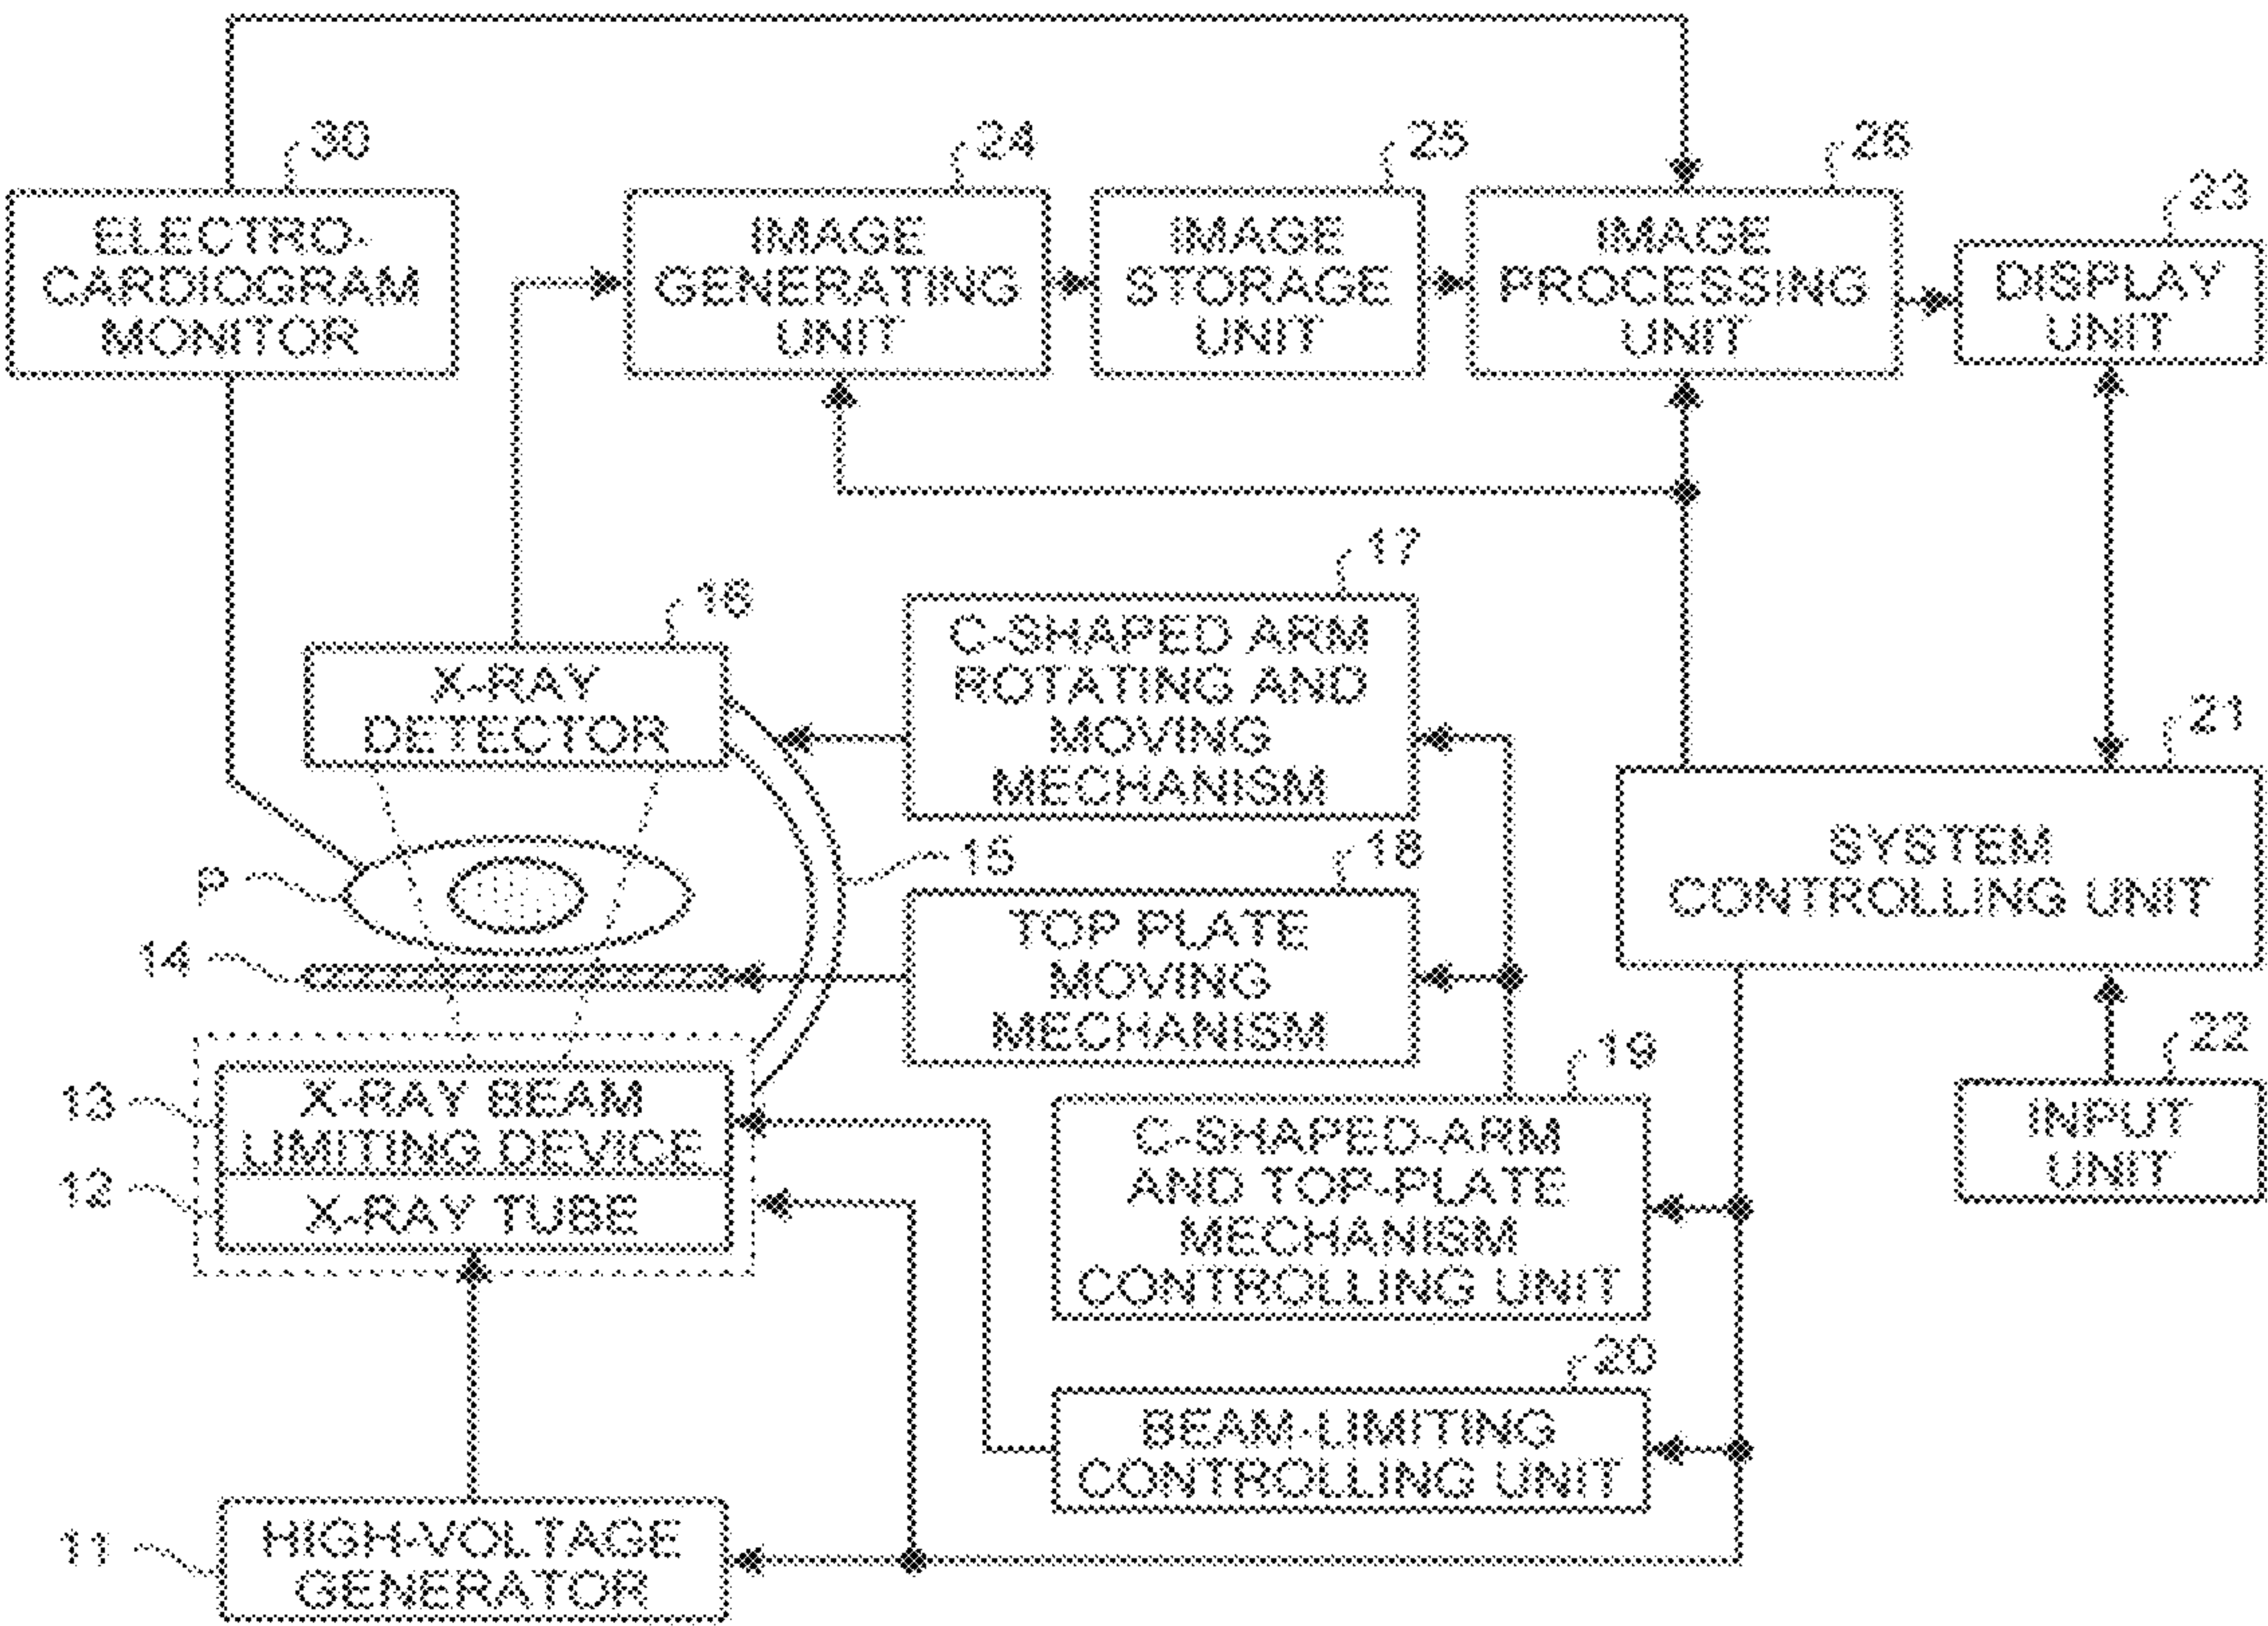 30
ELECTRO-
CARDIOGRAM
MONITOR
24
IMAGE
GENERATING
UNIT
25
IMAGE
STORAGE
UNIT
26
IMAGE
PROCESSING
UNIT
23
DISPLAY
UNIT
16
X-RAY
DETECTOR
17
C-SHAPED ARM
ROTATING AND
MOVING
MECHANISM
21
SYSTEM
CONTROLLING UNIT
P
15
18
TOP PLATE
MOVING
MECHANISM
14
13
X-RAY BEAM
LIMITING DEVICE
12
X-RAY TUBE
19
C-SHAPED-ARM
AND TOP-PLATE
MECHANISM
CONTROLLING UNIT
22
INPUT
UNIT
20
BEAM-LIMITING
CONTROLLING UNIT
11
HIGH-VOLTAGE
GENERATOR